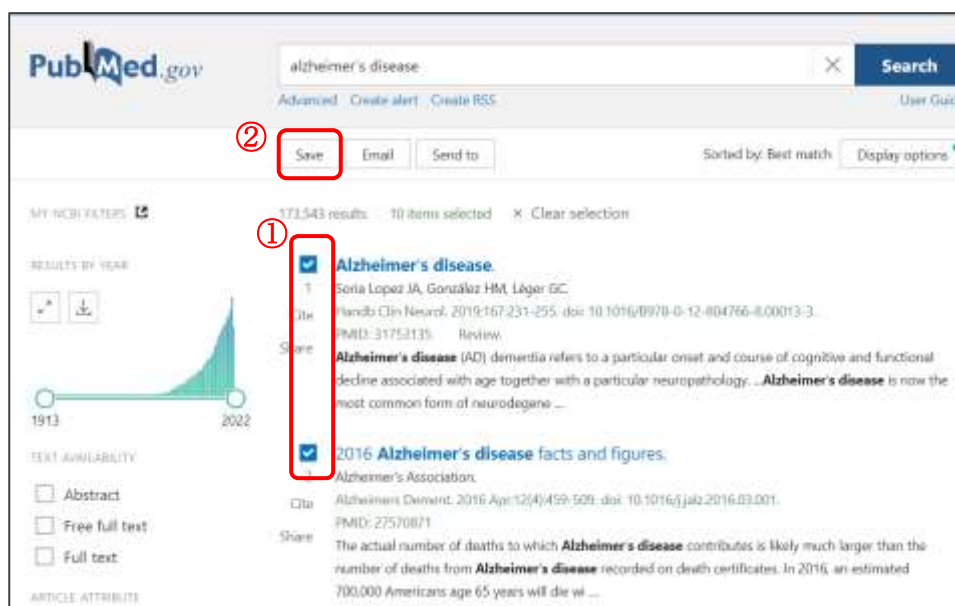 PubMed.gov
alzheimer's disease
Search
Advanced Create alert Create RSS
User Guid
②
Save Email Send to
Sorted by: Best match Display options
MY NCBI FILTERS
173,543 results 10 items selected × Clear selection
①
RESULTS BY YEAR
1913 2022
Alzheimer's disease.
1
Soria Lopez JA, González HM, Léger GC.
Cite
Handb Clin Neurol. 2019;167:231-255. doi: 10.1016/B978-0-12-804766-8.00013-3.
PMID: 31753135 Review.
Share
Alzheimer's disease (AD) dementia refers to a particular onset and course of cognitive and functional
decline associated with age together with a particular neuropathology. ...Alzheimer's disease is now the
most common form of neurodegene ...
2016 Alzheimer's disease facts and figures.
2
Alzheimer's Association.
Cite
Alzheimers Dement. 2016 Apr;12(4):459-509. doi: 10.1016/j.jalz.2016.03.001.
PMID: 27570871
Share
The actual number of deaths to which Alzheimer's disease contributes is likely much larger than the
number of deaths from Alzheimer's disease recorded on death certificates. In 2016, an estimated
700,000 Americans age 65 years will die wi ...
TEXT AVAILABILITY
Abstract
Free full text
Full text
ARTICLE ATTRIBUTE